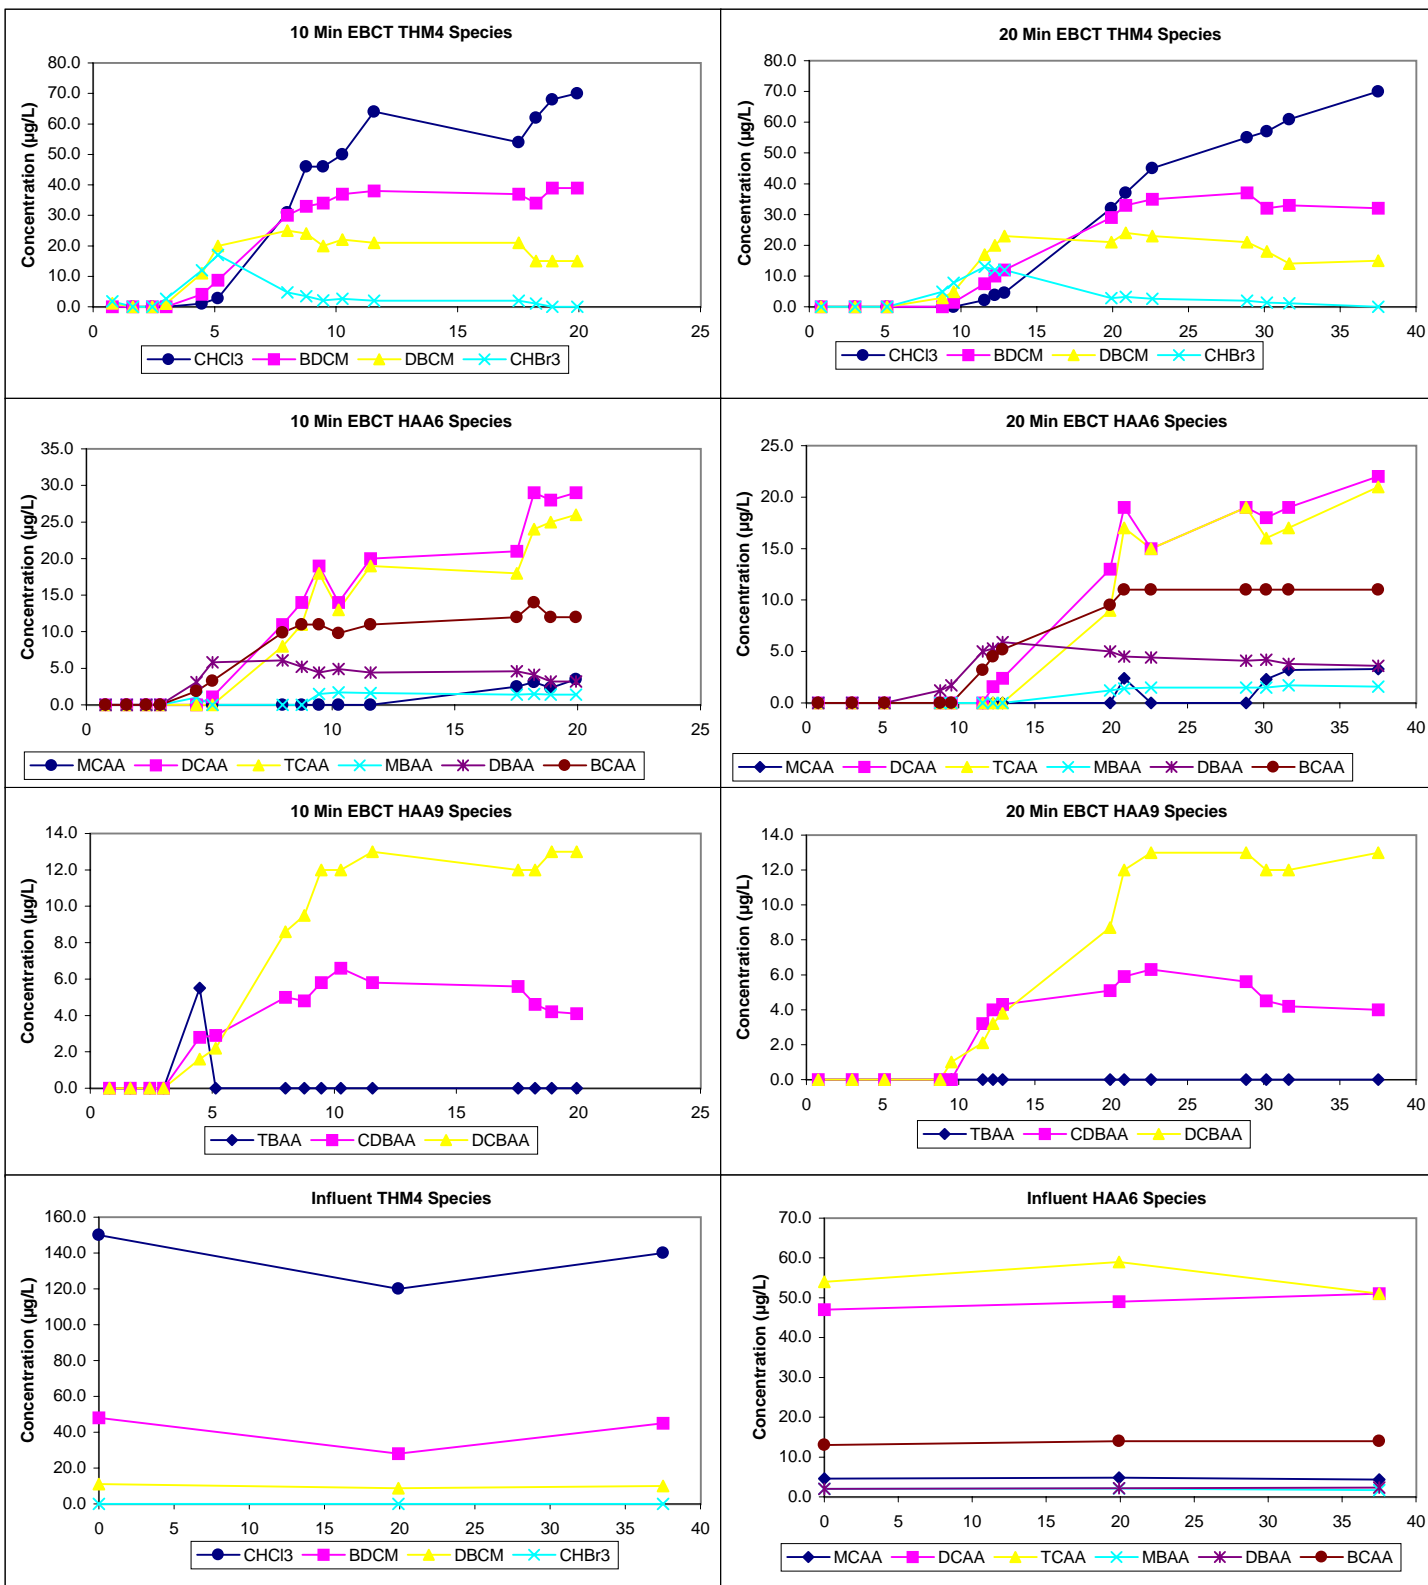 10 Min EBCT THM4 Species
Concentration (µg/L)
80.0
70.0
60.0
50.0
40.0
30.0
20.0
10.0
0.0
0 5 10 15 20 25
CHCl3 BDCM DBCM CHBr3
20 Min EBCT THM4 Species
Concentration (µg/L)
80.0
70.0
60.0
50.0
40.0
30.0
20.0
10.0
0.0
0 5 10 15 20 25 30 35 40
CHCl3 BDCM DBCM CHBr3
10 Min EBCT HAA6 Species
Concentration (µg/L)
35.0
30.0
25.0
20.0
15.0
10.0
5.0
0.0
0 5 10 15 20 25
MCAA DCAA TCAA MBAA DBAA BCAA
20 Min EBCT HAA6 Species
Concentration (µg/L)
25.0
20.0
15.0
10.0
5.0
0.0
0 5 10 15 20 25 30 35 40
MCAA DCAA TCAA MBAA DBAA BCAA
10 Min EBCT HAA9 Species
Concentration (µg/L)
14.0
12.0
10.0
8.0
6.0
4.0
2.0
0.0
0 5 10 15 20 25
TBAA CDBAA DCBAA
20 Min EBCT HAA9 Species
Concentration (µg/L)
14.0
12.0
10.0
8.0
6.0
4.0
2.0
0.0
0 5 10 15 20 25 30 35 40
TBAA CDBAA DCBAA
Influent THM4 Species
Concentration (µg/L)
160.0
140.0
120.0
100.0
80.0
60.0
40.0
20.0
0.0
0 5 10 15 20 25 30 35 40
CHCl3 BDCM DBCM CHBr3
Influent HAA6 Species
Concentration (µg/L)
70.0
60.0
50.0
40.0
30.0
20.0
10.0
0.0
0 5 10 15 20 25 30 35 40
MCAA DCAA TCAA MBAA DBAA BCAA